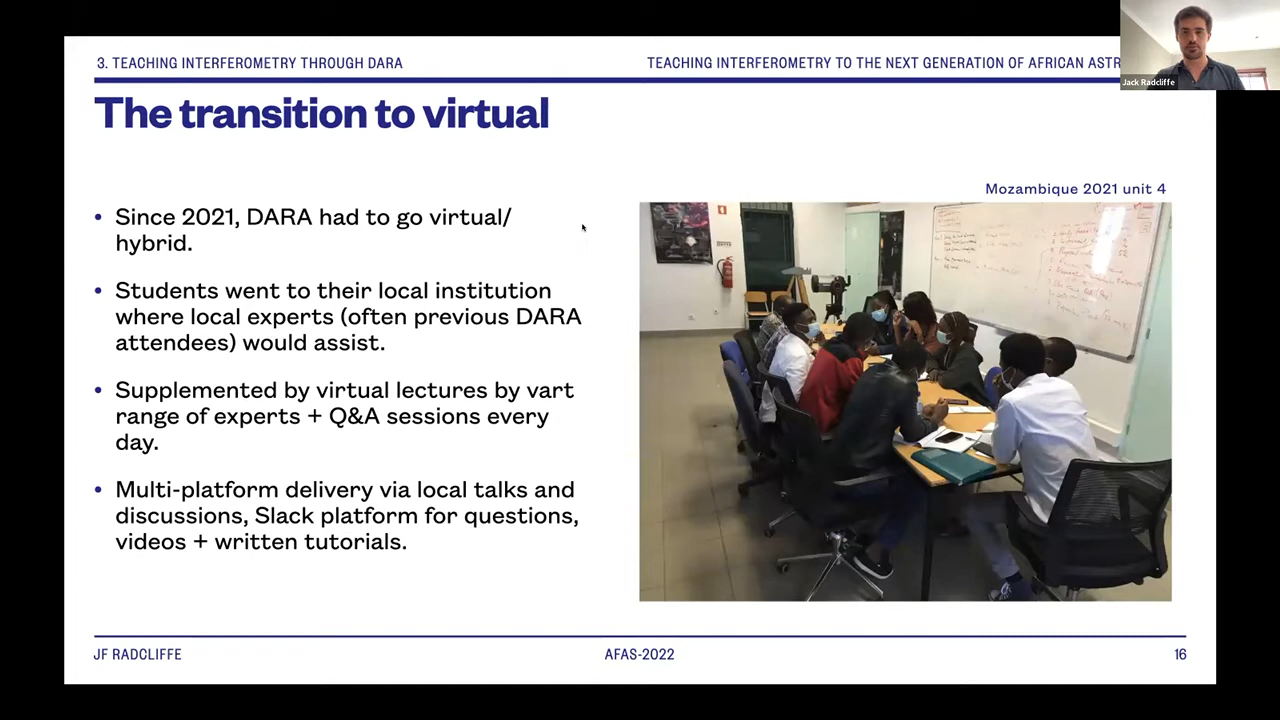 3. TEACHING INTERFEROMETRY THROUGH DARA
TEACHING INTERFEROMETRY TO THE NEXT GENERATION OF AFRICAN ASTR
Jack Radcliffe
The transition to virtual
Mozambique 2021 unit 4
• Since 2021, DARA had to go virtual/
hybrid.
• Students went to their local institution
where local experts (often previous DARA
attendees) would assist.
• Supplemented by virtual lectures by vart
range of experts + Q&A sessions every
day.
• Multi-platform delivery via local talks and
discussions, Slack platform for questions,
videos + written tutorials.
JF RADCLIFFE
AFAS-2022
16